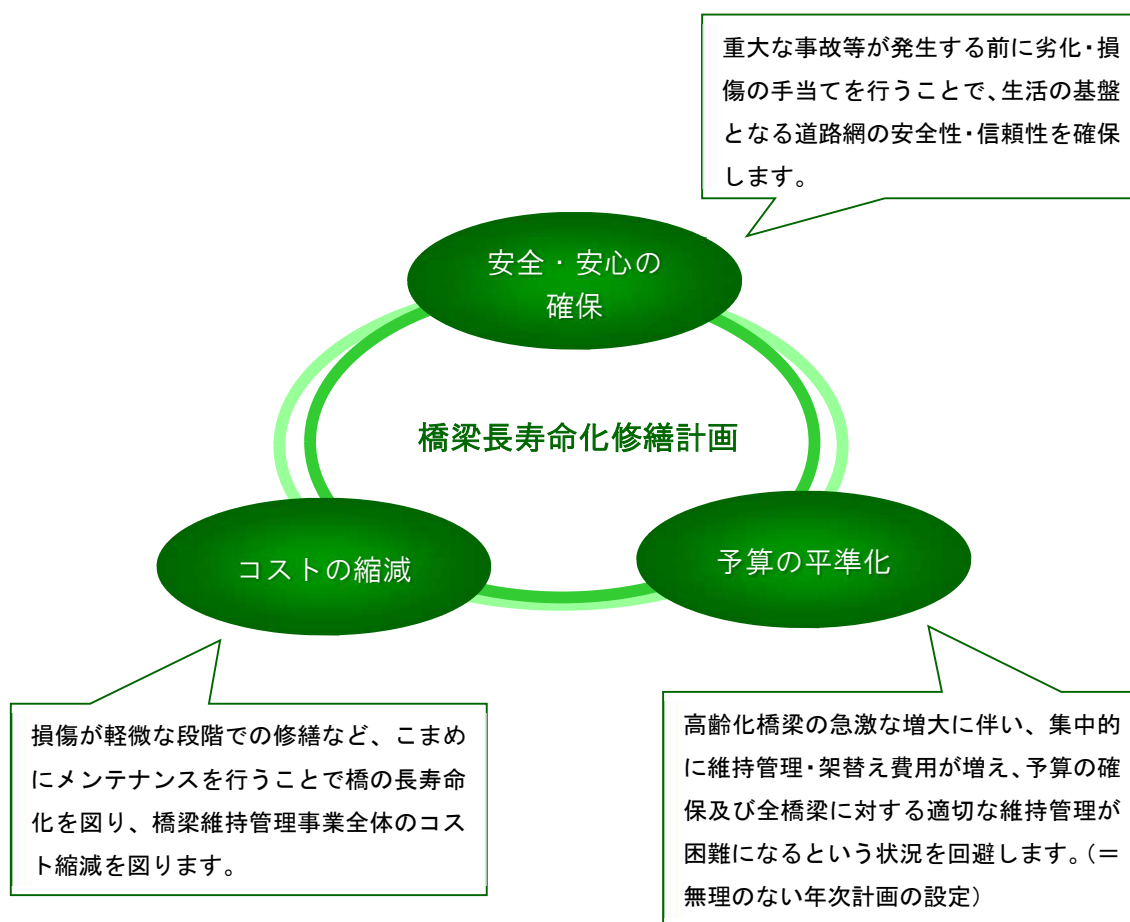 重大な事故等が発生する前に劣化・損
傷の手当てを行うことで、生活の基盤
となる道路網の安全性・信頼性を確保
します。
安全・安心の
確保
橋梁長寿命化修繕計画
コストの縮減
予算の平準化
損傷が軽微な段階での修繕など、こまめ
にメンテナンスを行うことで橋の長寿命
化を図り、橋梁維持管理事業全体のコス
ト縮減を図ります。
高齢化橋梁の急激な増大に伴い、集中的
に維持管理・架替え費用が増え、予算の確
保及び全橋梁に対する適切な維持管理が
困難になるという状況を回避します。（＝
無理のない年次計画の設定）